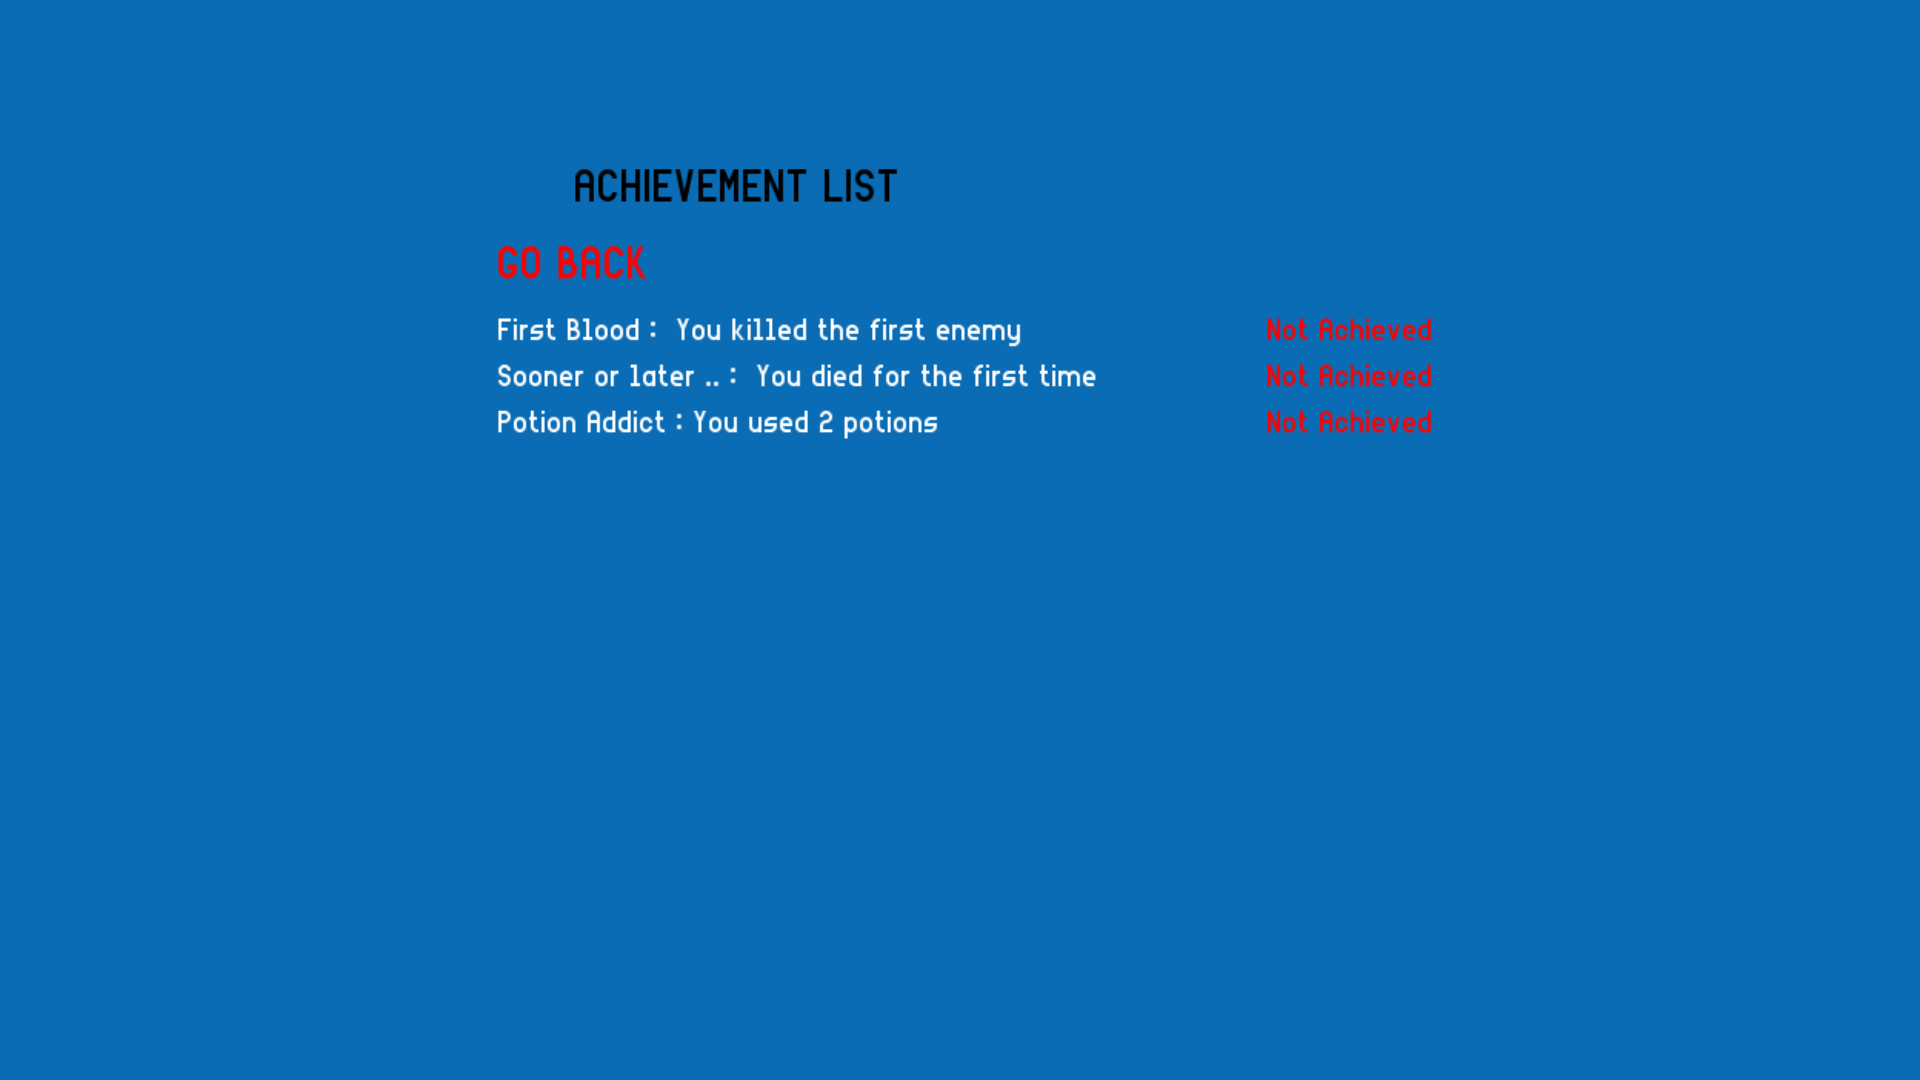 ACHIEVEMENT LIST
GO BACK
First Blood : You killed the first enemy Not Achieved
Sooner or later .. : You died for the first time Not Achieved
Potion Addict : You used 2 potions Not Achieved